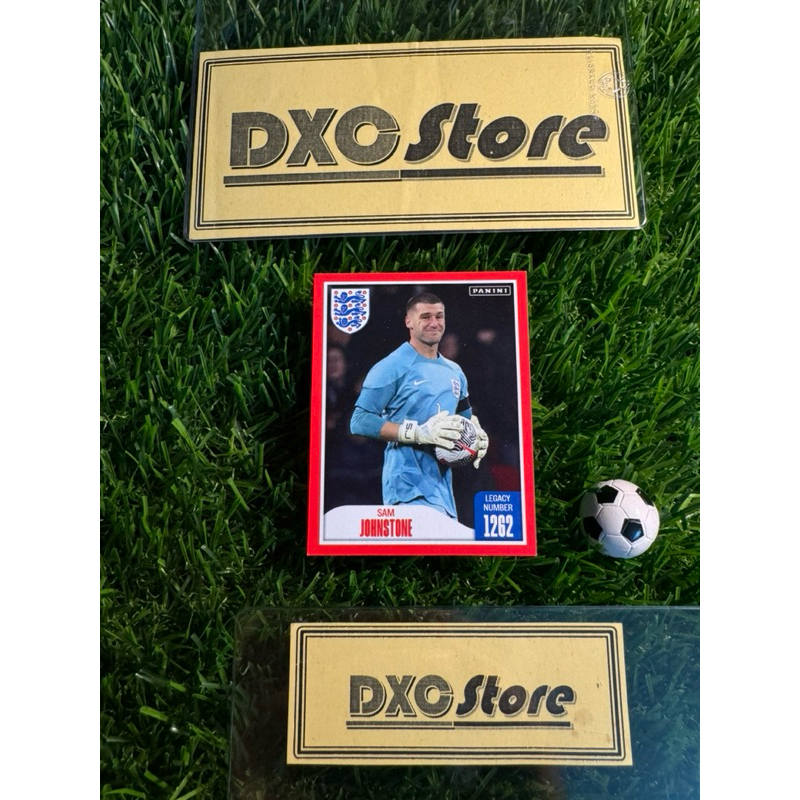 DXC Store
PANINI
S.J
SAM
JOHNSTONE
LEGACY
NUMBER
1262
DXC Store